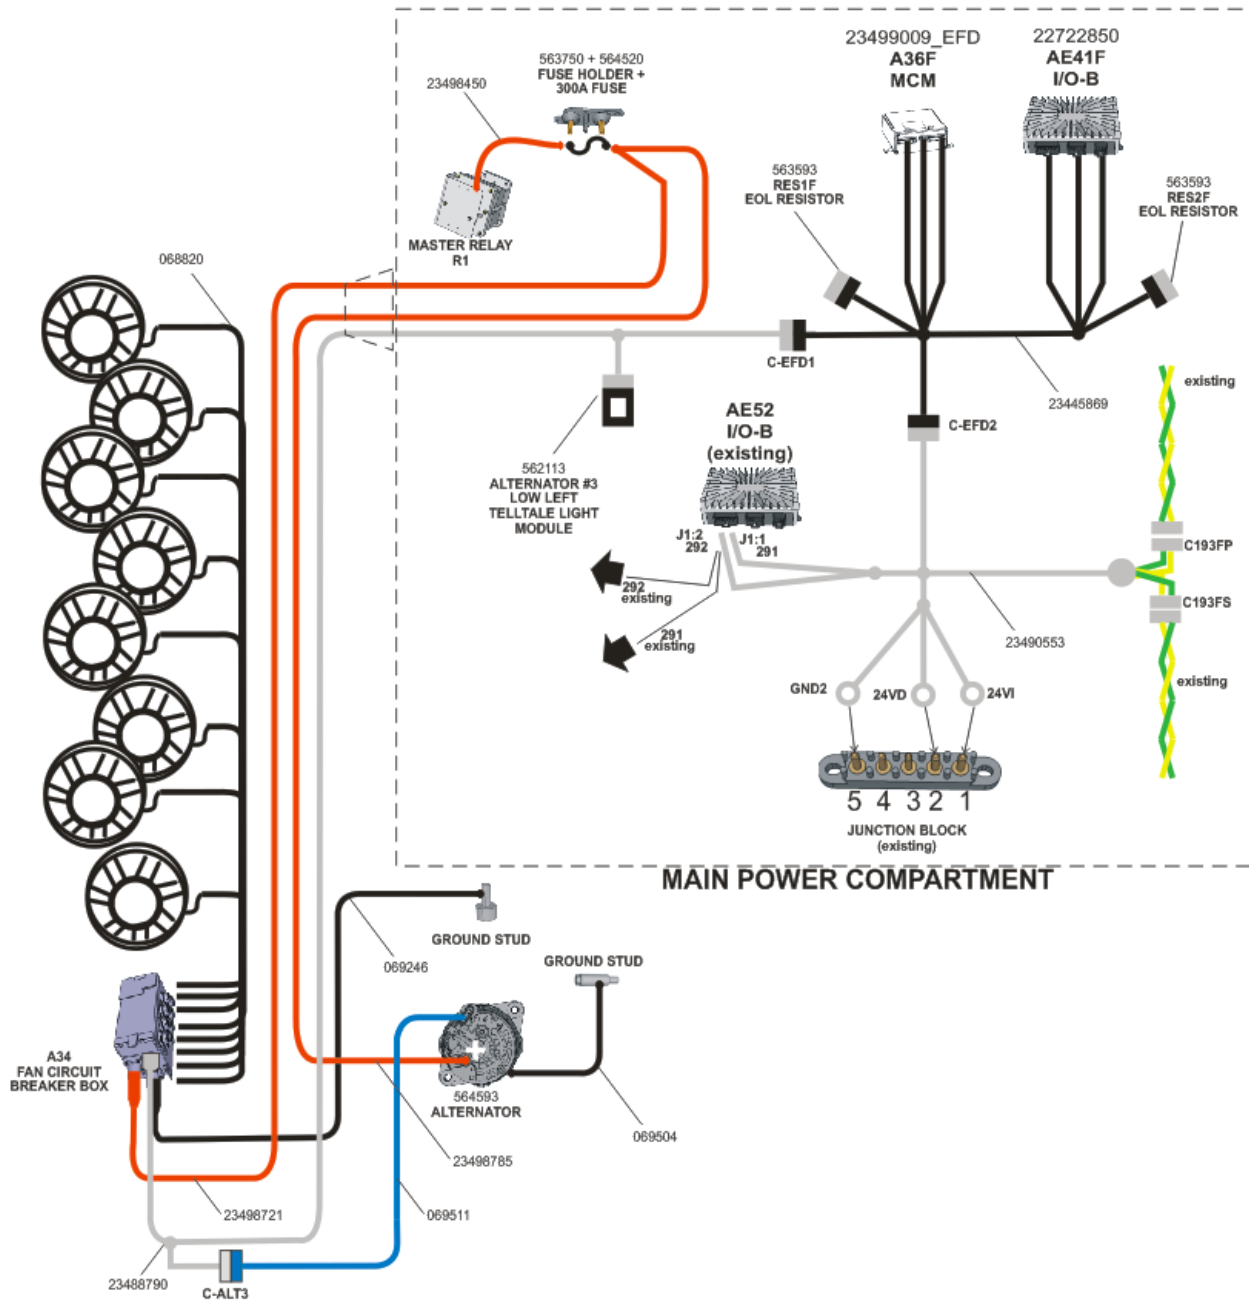 23499009_EFD
A36F
MCM
22722850
AE41F
I/O-B
563750 + 564520
FUSE HOLDER +
300A FUSE
23498450
563593
RES1F
EOL RESISTOR
563593
RES2F
EOL RESISTOR
MASTER RELAY
R1
068820
C-EFD1
23445869
existing
AE52
I/O-B
(existing)
C-EFD2
562113
ALTERNATOR #3
LOW LEFT
TELLTALE LIGHT
MODULE
J1:2
292
J1:1
291
C193FP
292
existing
C193FS
291
existing
23490553
existing
GND2
24VD
24VI
5 4 3 2 1
JUNCTION BLOCK
(existing)
MAIN POWER COMPARTMENT
GROUND STUD
069246
GROUND STUD
A34
FAN CIRCUIT
BREAKER BOX
564593
ALTERNATOR
069504
23498785
23498721
069511
23488790
C-ALT3